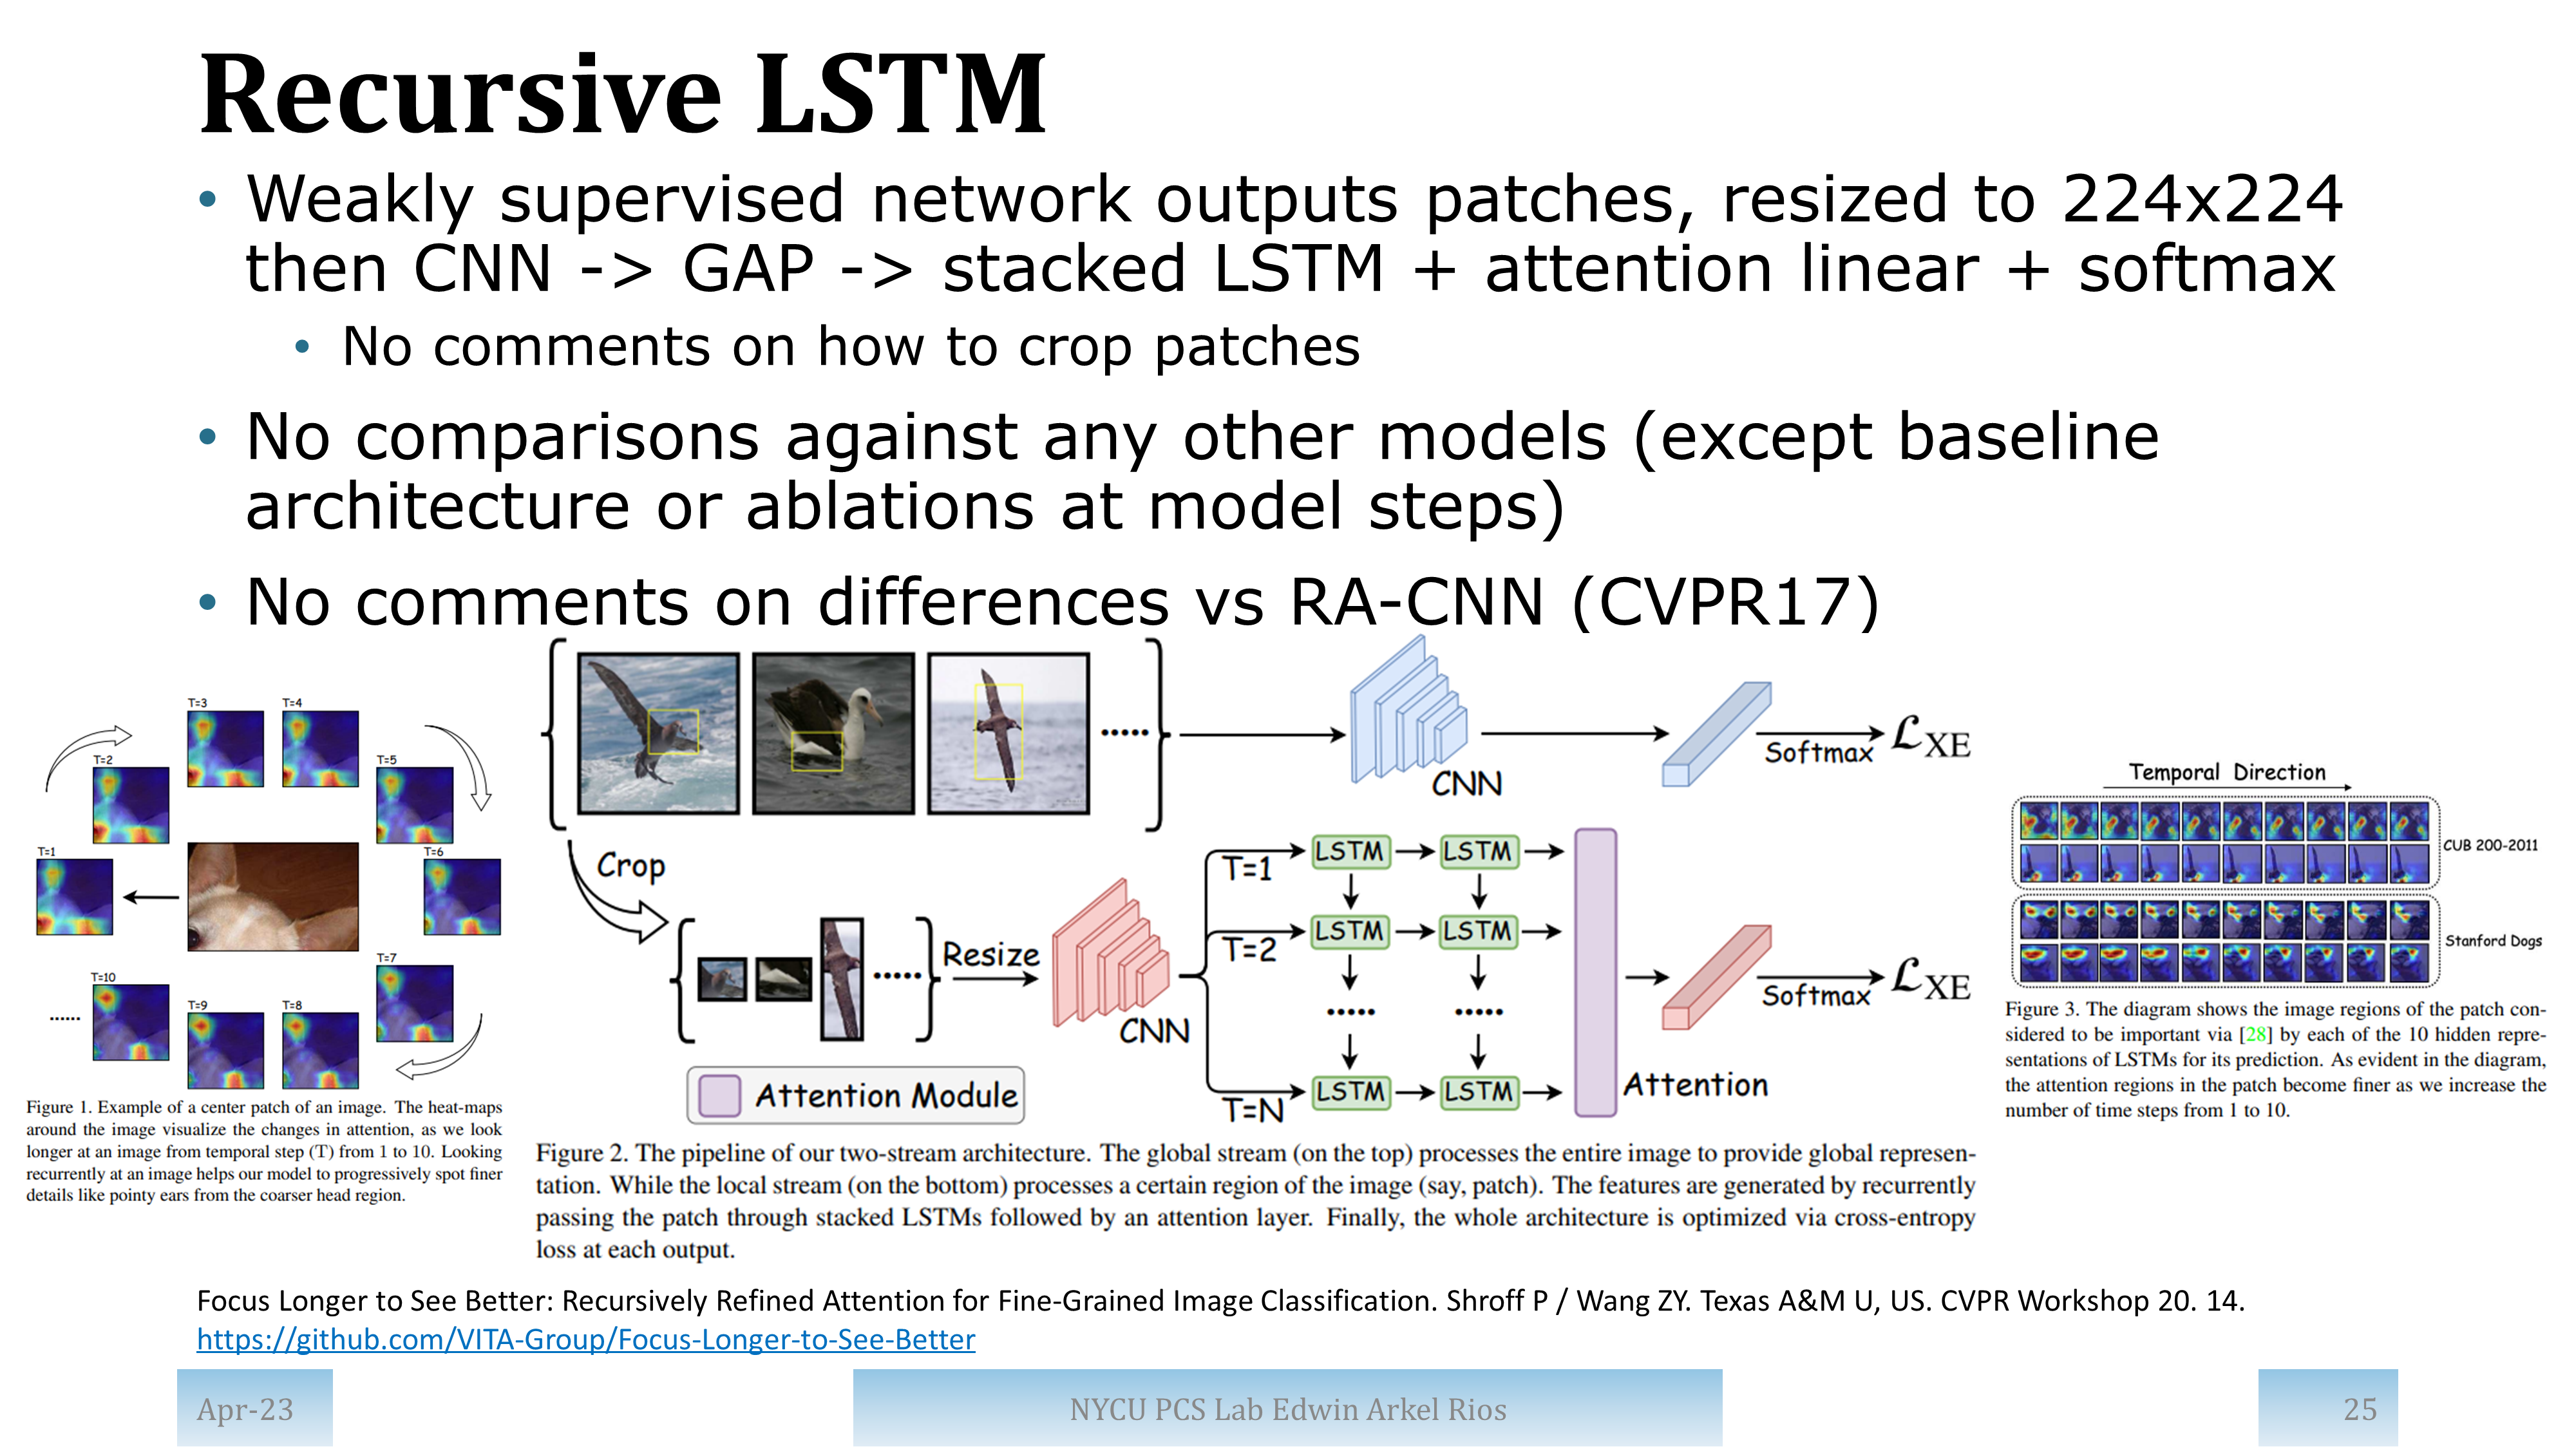 Recursive LSTM
• Weakly supervised network outputs patches, resized to 224x224
then CNN -> GAP -> stacked LSTM + attention linear + softmax
• No comments on how to crop patches
• No comparisons against any other models (except baseline
architecture or ablations at model steps)
• No comments on differences vs RA-CNN (CVPR17)
T=3
T=4
T=2
T=5
T=1
T=6
T=10
T=7
T=9
T=8
......
Figure 1. Example of a center patch of an image. The heat-maps
around the image visualize the changes in attention, as we look
longer at an image from temporal step (T) from 1 to 10. Looking
recurrently at an image helps our model to progressively spot finer
details like pointy ears from the coarser head region.
.....
CNN
Softmax
ℒXE
Crop
.....
Resize
CNN
T=1
LSTM
LSTM
T=2
LSTM
LSTM
.....
.....
T=N
LSTM
LSTM
Attention
Softmax
ℒXE
Attention Module
Figure 2. The pipeline of our two-stream architecture. The global stream (on the top) processes the entire image to provide global represen-
tation. While the local stream (on the bottom) processes a certain region of the image (say, patch). The features are generated by recurrently
passing the patch through stacked LSTMs followed by an attention layer. Finally, the whole architecture is optimized via cross-entropy
loss at each output.
Temporal Direction
CUB 200-2011
Stanford Dogs
Figure 3. The diagram shows the image regions of the patch con-
sidered to be important via [28] by each of the 10 hidden repre-
sentations of LSTMs for its prediction. As evident in the diagram,
the attention regions in the patch become finer as we increase the
number of time steps from 1 to 10.
Focus Longer to See Better: Recursively Refined Attention for Fine-Grained Image Classification. Shroff P / Wang ZY. Texas A&M U, US. CVPR Workshop 20. 14.
https://github.com/VITA-Group/Focus-Longer-to-See-Better
Apr-23
NYCU PCS Lab Edwin Arkel Rios
25